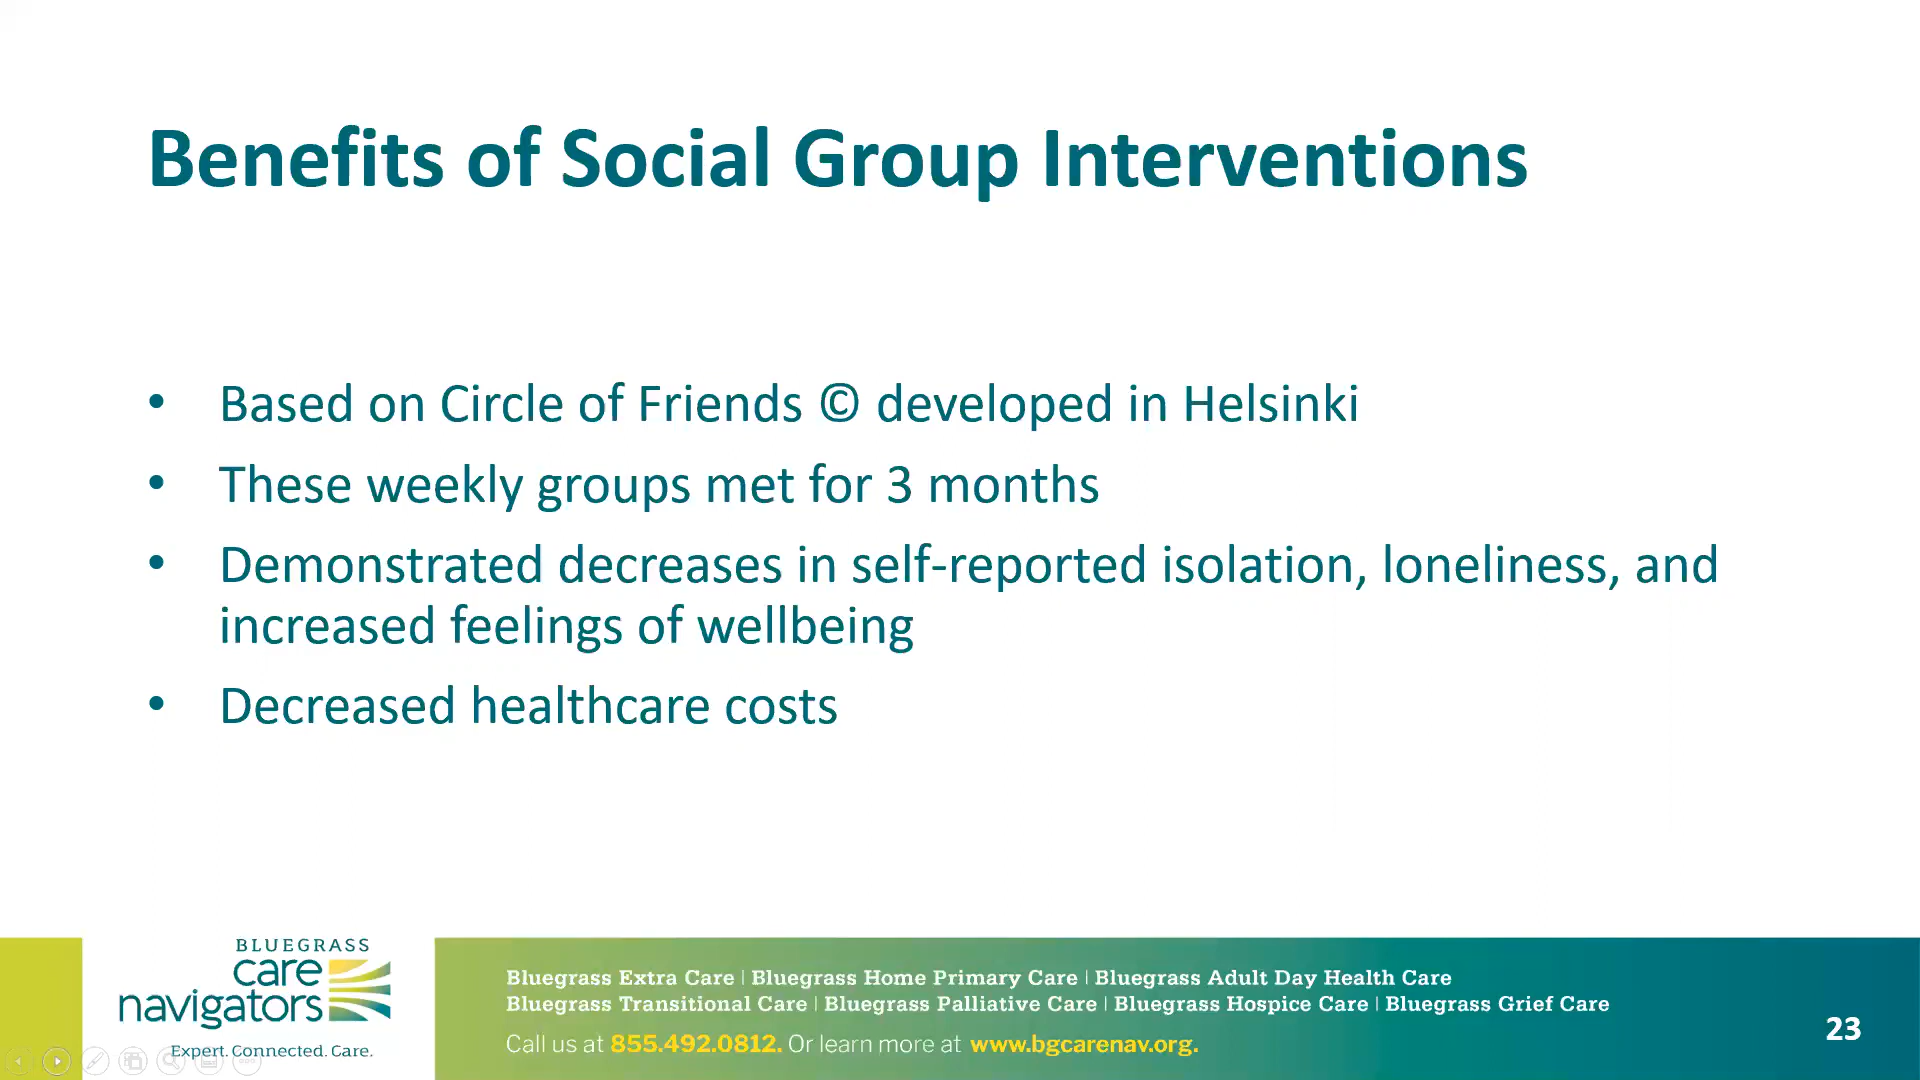 Benefits of Social Group Interventions
• Based on Circle of Friends © developed in Helsinki
• These weekly groups met for 3 months
• Demonstrated decreases in self-reported isolation, loneliness, and
increased feelings of wellbeing
• Decreased healthcare costs
BLUEGRASS
care
navigators
Expert. Connected. Care.
Bluegrass Extra Care | Bluegrass Home Primary Care | Bluegrass Adult Day Health Care
Bluegrass Transitional Care | Bluegrass Palliative Care | Bluegrass Hospice Care | Bluegrass Grief Care
Call us at 855.492.0812. Or learn more at www.bgcarenav.org.
23